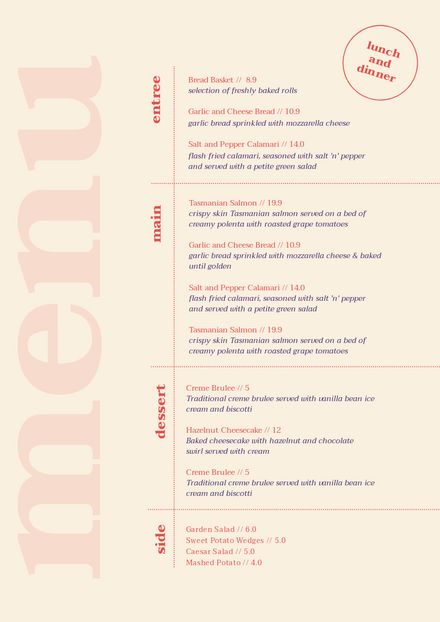 menu
lunch
and
dinner
entree
Bread Basket // 8.9
selection of freshly baked rolls
Garlic and Cheese Bread // 10.9
garlic bread sprinkled with mozzarella cheese
Salt and Pepper Calamari // 14.0
flash fried calamari, seasoned with salt 'n' pepper
and served with a petite green salad
main
Tasmanian Salmon // 19.9
crispy skin Tasmanian salmon served on a bed of
creamy polenta with roasted grape tomatoes
Garlic and Cheese Bread // 10.9
garlic bread sprinkled with mozzarella cheese & baked
until golden
Salt and Pepper Calamari // 14.0
flash fried calamari, seasoned with salt 'n' pepper
and served with a petite green salad
Tasmanian Salmon // 19.9
crispy skin Tasmanian salmon served on a bed of
creamy polenta with roasted grape tomatoes
dessert
Creme Brulee // 5
Traditional creme brulee served with vanilla bean ice
cream and biscotti
Hazelnut Cheesecake // 12
Baked cheesecake with hazelnut and chocolate
swirl served with cream
Creme Brulee // 5
Traditional creme brulee served with vanilla bean ice
cream and biscotti
side
Garden Salad // 6.0
Sweet Potato Wedges // 5.0
Caesar Salad // 5.0
Mashed Potato // 4.0